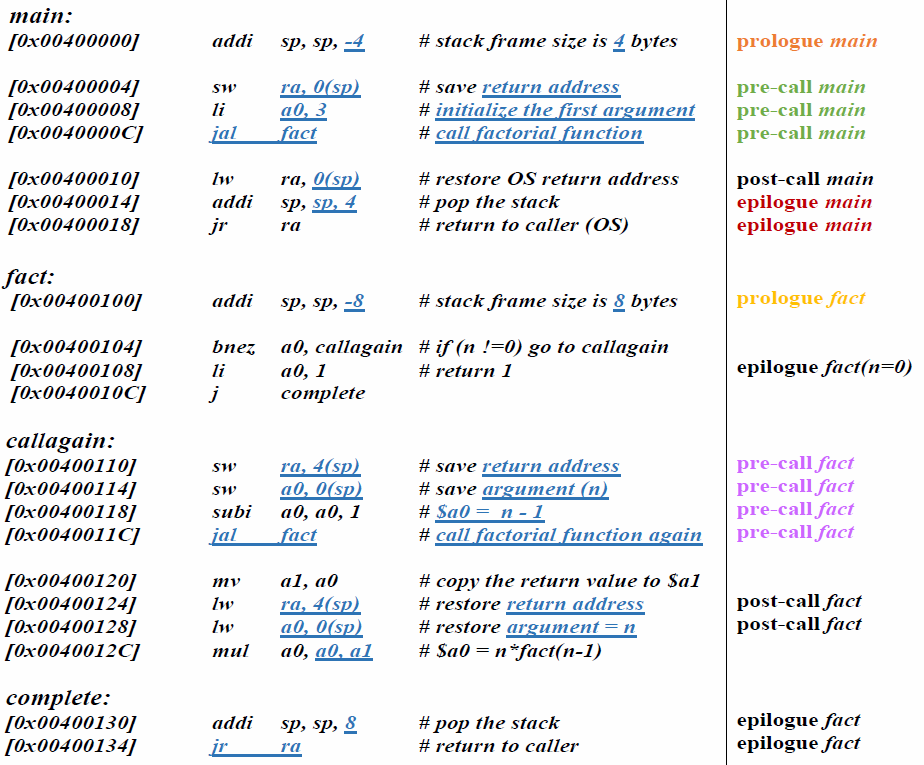 main:
[0x00400000] addi sp, sp, -4 # stack frame size is 4 bytes prologue main
[0x00400004] sw ra, 0(sp) # save return address pre-call main
[0x00400008] li a0, 3 # initialize the first argument pre-call main
[0x0040000C] jal fact # call factorial function pre-call main
[0x00400010] lw ra, 0(sp) # restore OS return address post-call main
[0x00400014] addi sp, sp, 4 # pop the stack epilogue main
[0x00400018] jr ra # return to caller (OS) epilogue main
fact:
[0x00400100] addi sp, sp, -8 # stack frame size is 8 bytes prologue fact
[0x00400104] bnez a0, callagain # if (n !=0) go to callagain
[0x00400108] li a0, 1 # return 1 epilogue fact(n=0)
[0x0040010C] j complete
callagain:
[0x00400110] sw ra, 4(sp) # save return address pre-call fact
[0x00400114] sw a0, 0(sp) # save argument (n) pre-call fact
[0x00400118] subi a0, a0, 1 # $a0 = n - 1 pre-call fact
[0x0040011C] jal fact # call factorial function again pre-call fact
[0x00400120] mv a1, a0 # copy the return value to $a1
[0x00400124] lw ra, 4(sp) # restore return address post-call fact
[0x00400128] lw a0, 0(sp) # restore argument = n post-call fact
[0x0040012C] mul a0, a0, a1 # $a0 = n*fact(n-1)
complete:
[0x00400130] addi sp, sp, 8 # pop the stack epilogue fact
[0x00400134] jr ra # return to caller epilogue fact